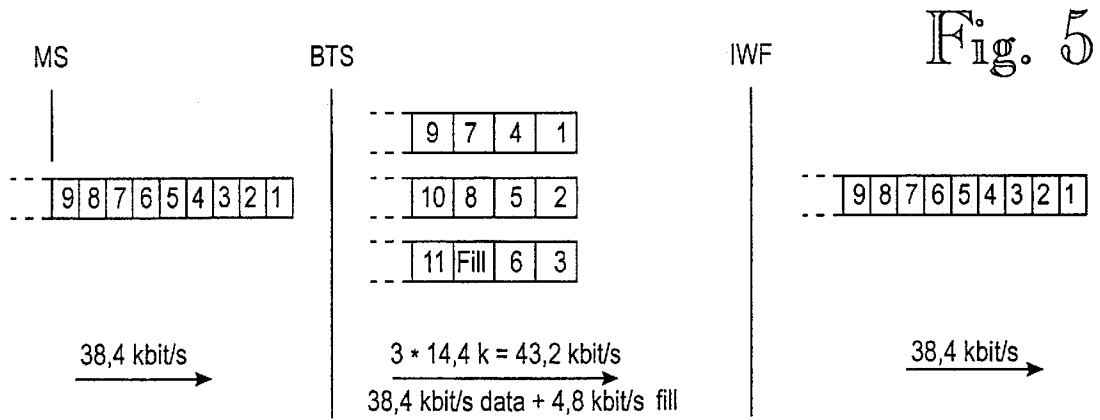 Fig. 5
MS
BTS
IWF
9 7 4 1
9 8 7 6 5 4 3 2 1
10 8 5 2
9 8 7 6 5 4 3 2 1
11 Fill 6 3
38,4 kbit/s
3 * 14,4 k = 43,2 kbit/s
38,4 kbit/s
38,4 kbit/s data + 4,8 kbit/s fill